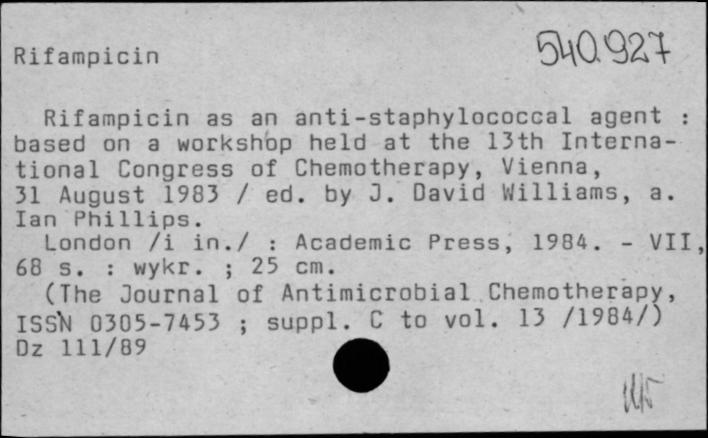 540.927
Rifampicin
Rifampicin as an anti-staphylococcal agent :
based on a workshop held at the 13th Interna-
tional Congress of Chemotherapy, Vienna,
31 August 1983 / ed. by J. David Williams, a.
Ian Phillips.
London /i in./ : Academic Press, 1984. - VII,
68 s. : wykr. ; 25 cm.
(The Journal of Antimicrobial Chemotherapy,
ISSN 0305-7453 ; suppl. C to vol. 13 /1984/)
Dz 111/89